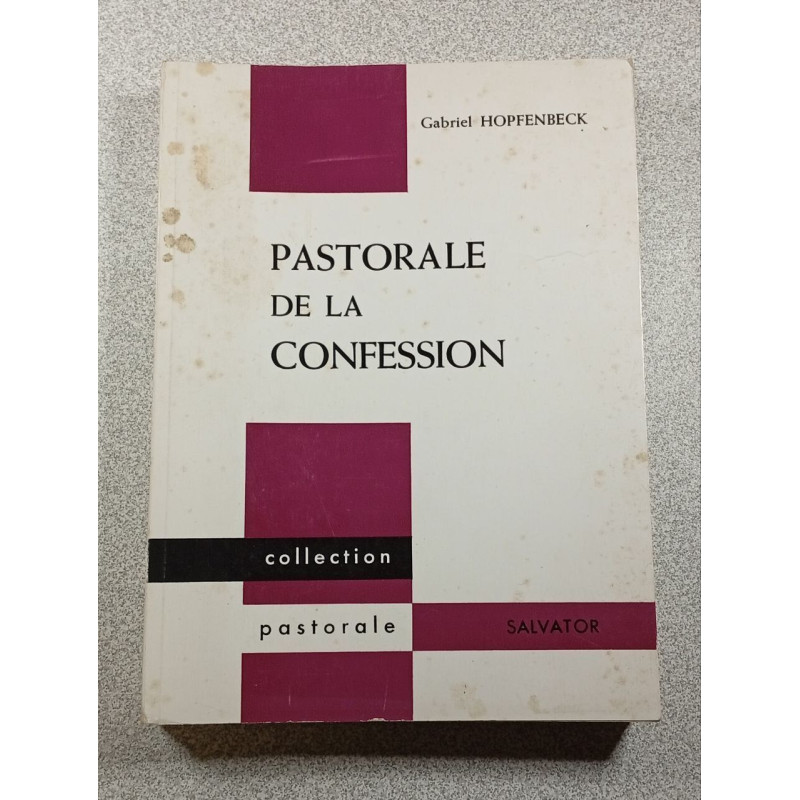 Gabriel HOPFENBECK
PASTORALE
DE LA
CONFESSION
collection
pastorale
SALVATOR